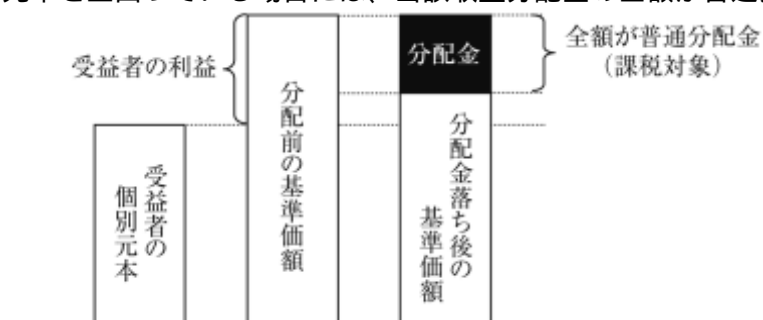 受益者の利益
分配金
全額が普通分配金
（課税対象）
受益者の
個別元本
分配前の基準価額
分配金落ち後の
基準価額